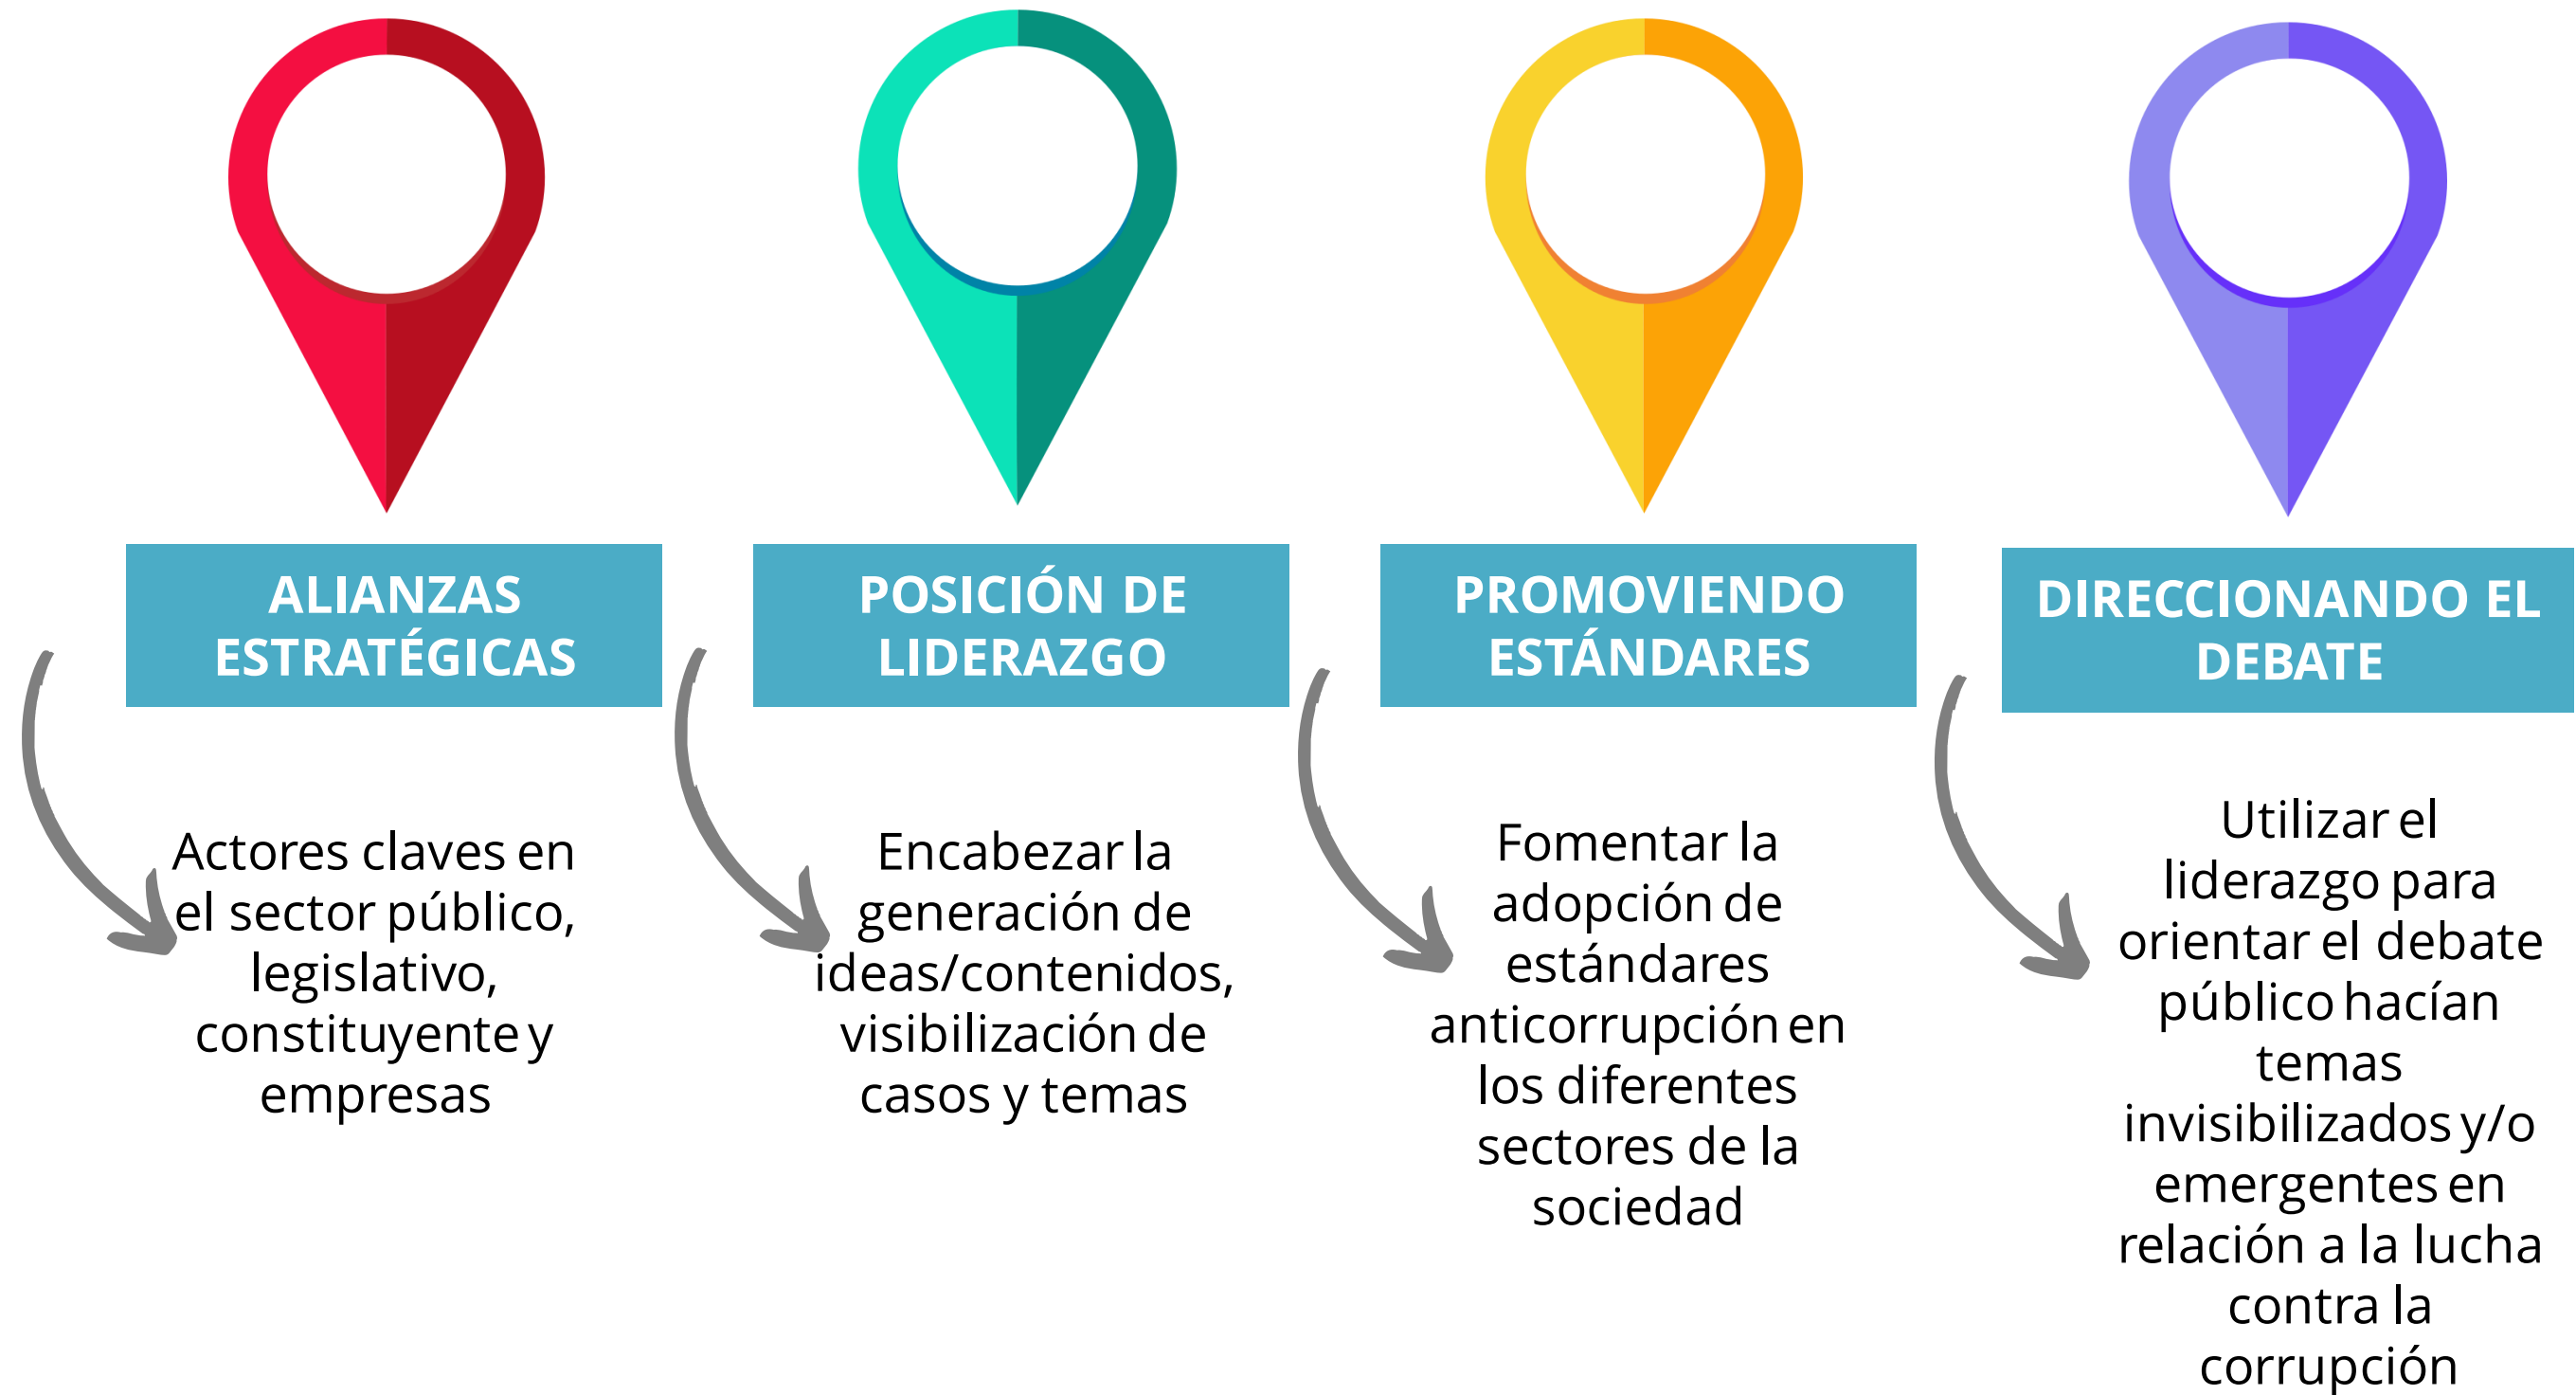 ALIANZAS
ESTRATÉGICAS
Actores claves en
el sector público,
legislativo,
constituyente y
empresas
POSICIÓN DE
LIDERAZGO
Encabezar la
generación de
ideas/contenidos,
visibilización de
casos y temas
PROMOVIENDO
ESTÁNDARES
Fomentar la
adopción de
estándares
anticorrupción en
los diferentes
sectores de la
sociedad
DIRECCIONANDO EL
DEBATE
Utilizar el
liderazgo para
orientar el debate
público hacían
temas
invisibilizados y/o
emergentes en
relación a la lucha
contra la
corrupción